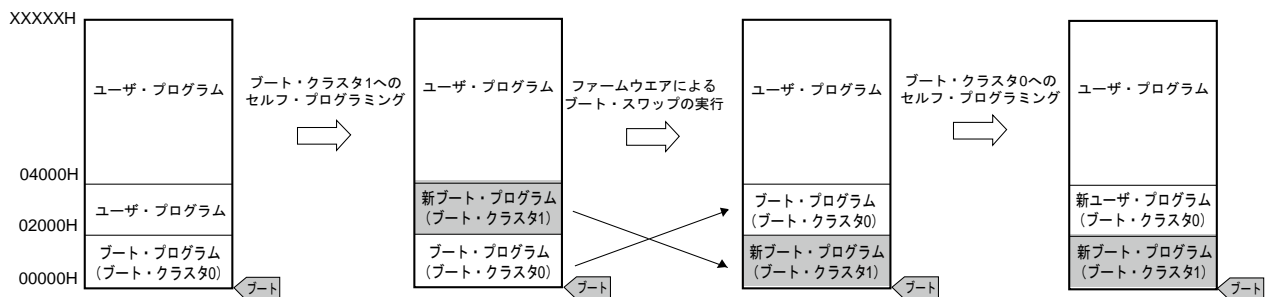 XXXXXH
ユーザ・プログラム
04000H
ユーザ・プログラム
02000H
ブート・プログラム
(ブート・クラスタ0)
00000H
ブート
ブート・クラスタ1への
セルフ・プログラミング
ユーザ・プログラム
新ブート・プログラム
(ブート・クラスタ1)
ブート・プログラム
(ブート・クラスタ0)
ブート
ファームウエアによる
ブート・スワップの実行
ユーザ・プログラム
ブート・プログラム
(ブート・クラスタ0)
新ブート・プログラム
(ブート・クラスタ1)
ブート
ブート・クラスタ0への
セルフ・プログラミング
ユーザ・プログラム
新ユーザ・プログラム
(ブート・クラスタ0)
新ブート・プログラム
(ブート・クラスタ1)
ブート